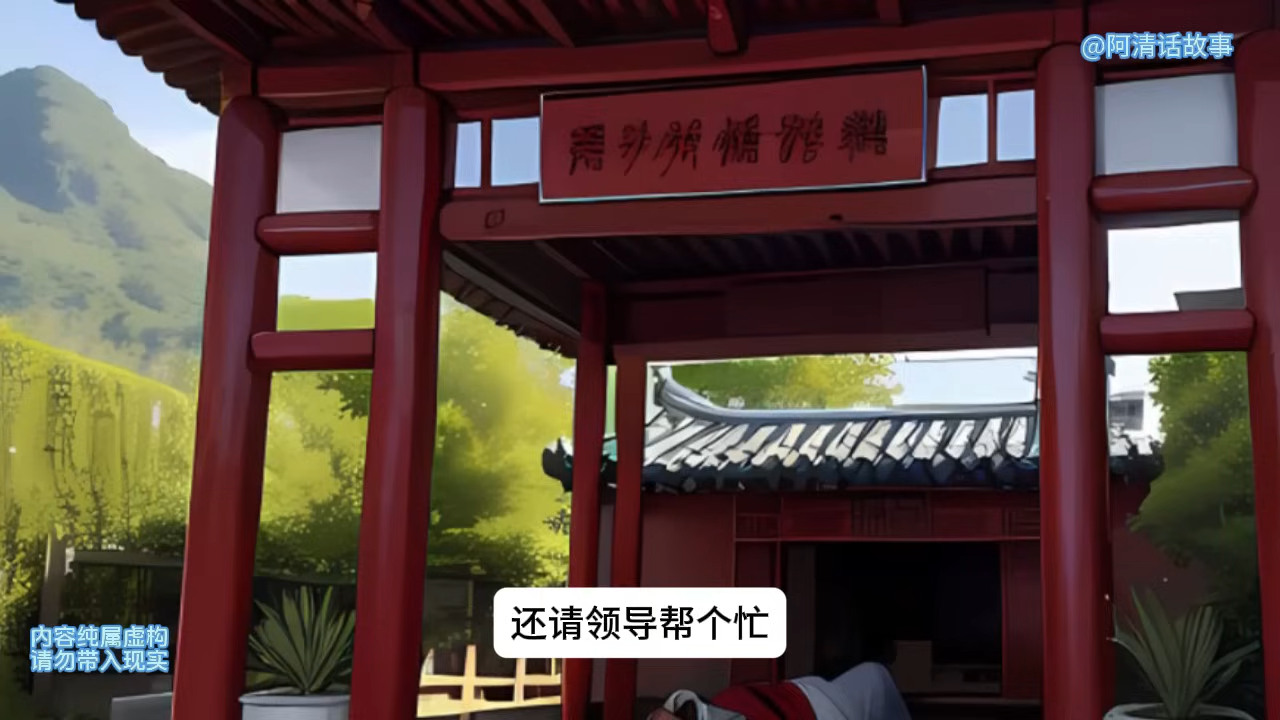 @阿清话故事
还请领导帮个忙
内容纯属虚构
请勿带入现实